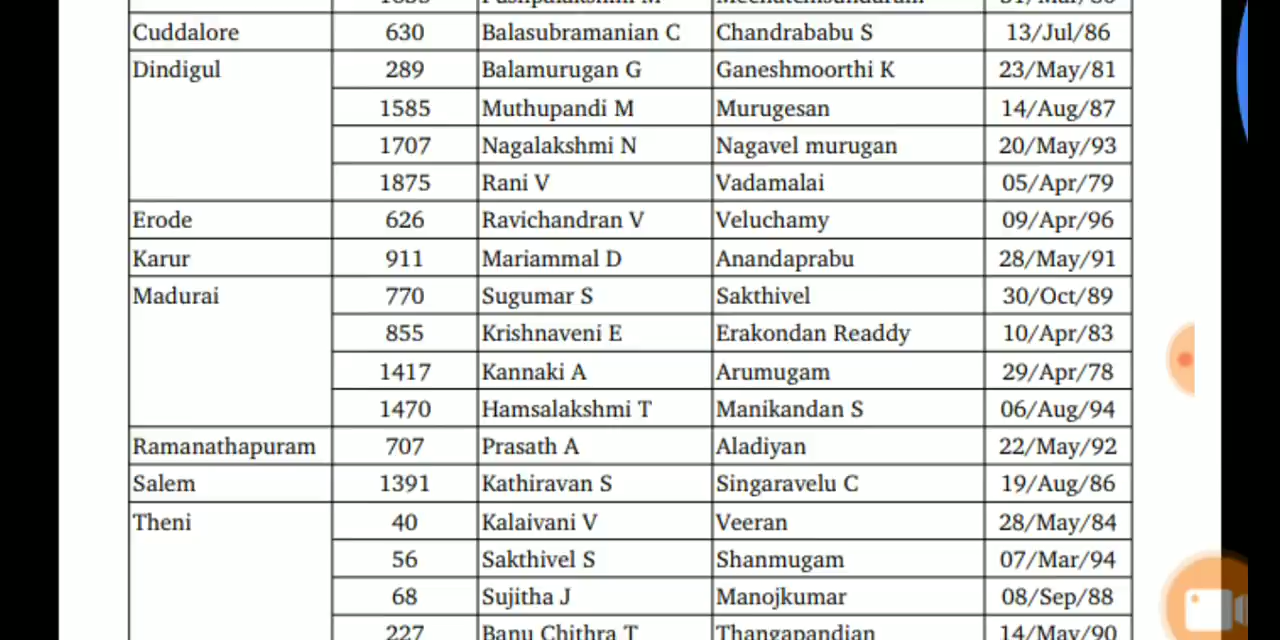 Cuddalore 630 Balasubramanian C Chandrababu S 13/Jul/86
Dindigul 289 Balamurugan G Ganeshmoorthi K 23/May/81
1585 Muthupandi M Murugesan 14/Aug/87
1707 Nagalakshmi N Nagavel murugan 20/May/93
1875 Rani V Vadamalai 05/Apr/79
Erode 626 Ravichandran V Veluchamy 09/Apr/96
Karur 911 Mariammal D Anandaprabu 28/May/91
Madurai 770 Sugumar S Sakthivel 30/Oct/89
855 Krishnaveni E Erakondan Readdy 10/Apr/83
1417 Kannaki A Arumugam 29/Apr/78
1470 Hamsalakshmi T Manikandan S 06/Aug/94
Ramanathapuram 707 Prasath A Aladiyan 22/May/92
Salem 1391 Kathiravan S Singaravelu C 19/Aug/86
Theni 40 Kalaivani V Veeran 28/May/84
56 Sakthivel S Shanmugam 07/Mar/94
68 Sujitha J Manojkumar 08/Sep/88
227 Banu Chithra T Thangapandian 14/May/90